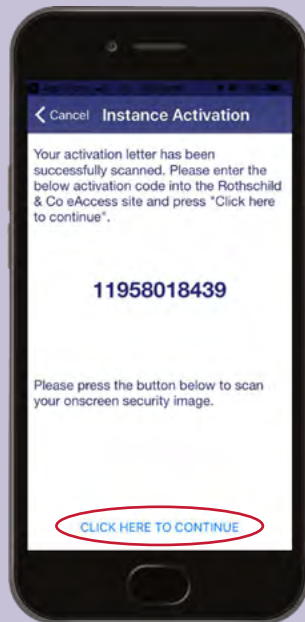 Cancel Instance Activation
Your activation letter has been
successfully scanned. Please enter the
below activation code into the Rothschild
& Co eAccess site and press "Click here
to continue".
11958018439
Please press the button below to scan
your onscreen security image.
CLICK HERE TO CONTINUE